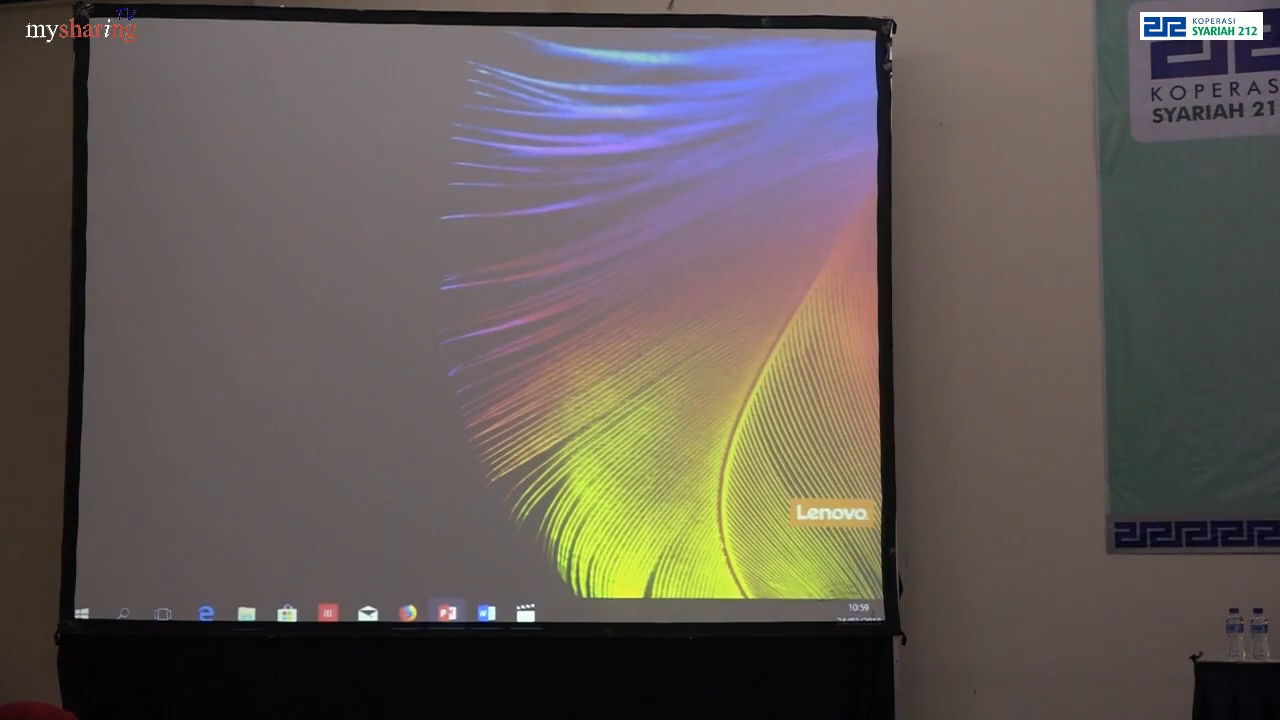 mysharing
TV
KOPERASI
SYARIAH 212
KOPERAS
SYARIAH 21
Lenovo
10:59